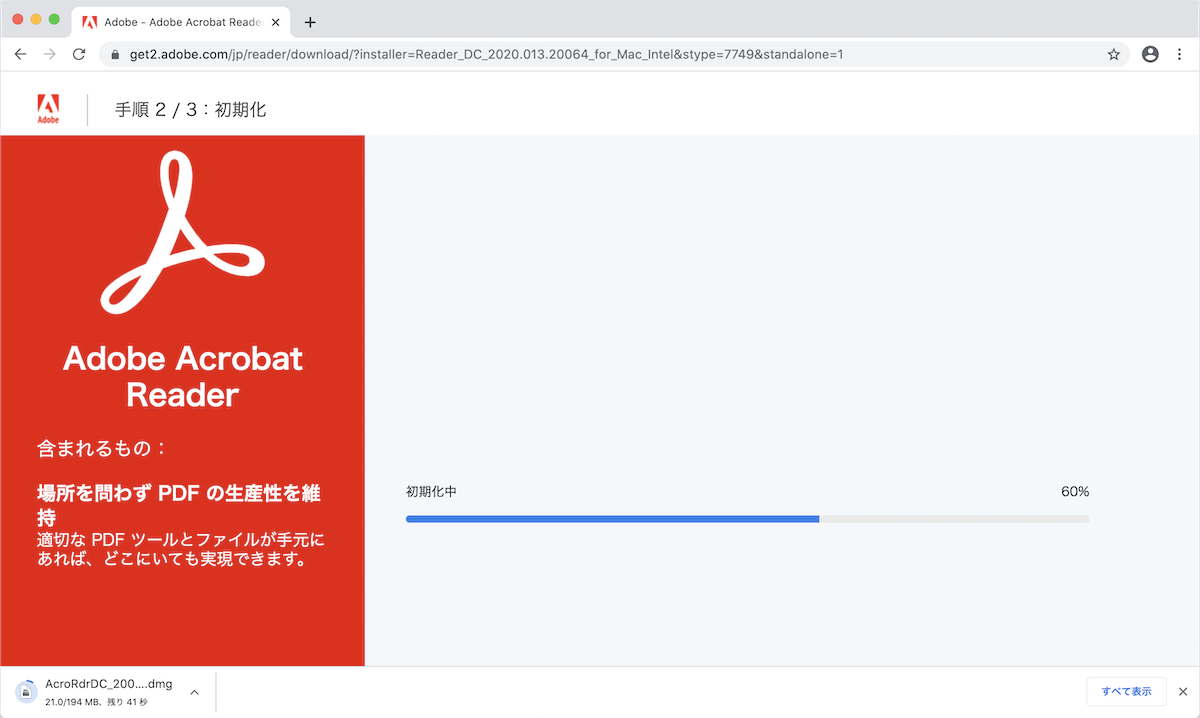 Adobe - Adobe Acrobat Reade
get2.adobe.com/jp/reader/download/?installer=Reader_DC_2020.013.20064_for_Mac_Intel&stype=7749&standalone=1
Adobe
手順 2 / 3：初期化
Adobe Acrobat
Reader
含まれるもの：
場所を問わず PDF の生産性を維
持
適切な PDF ツールとファイルが手元に
あれば、どこにいても実現できます。
初期化中 60%
AcroRdrDC_200....dmg
21.0/194 MB、残り 41 秒
すべて表示